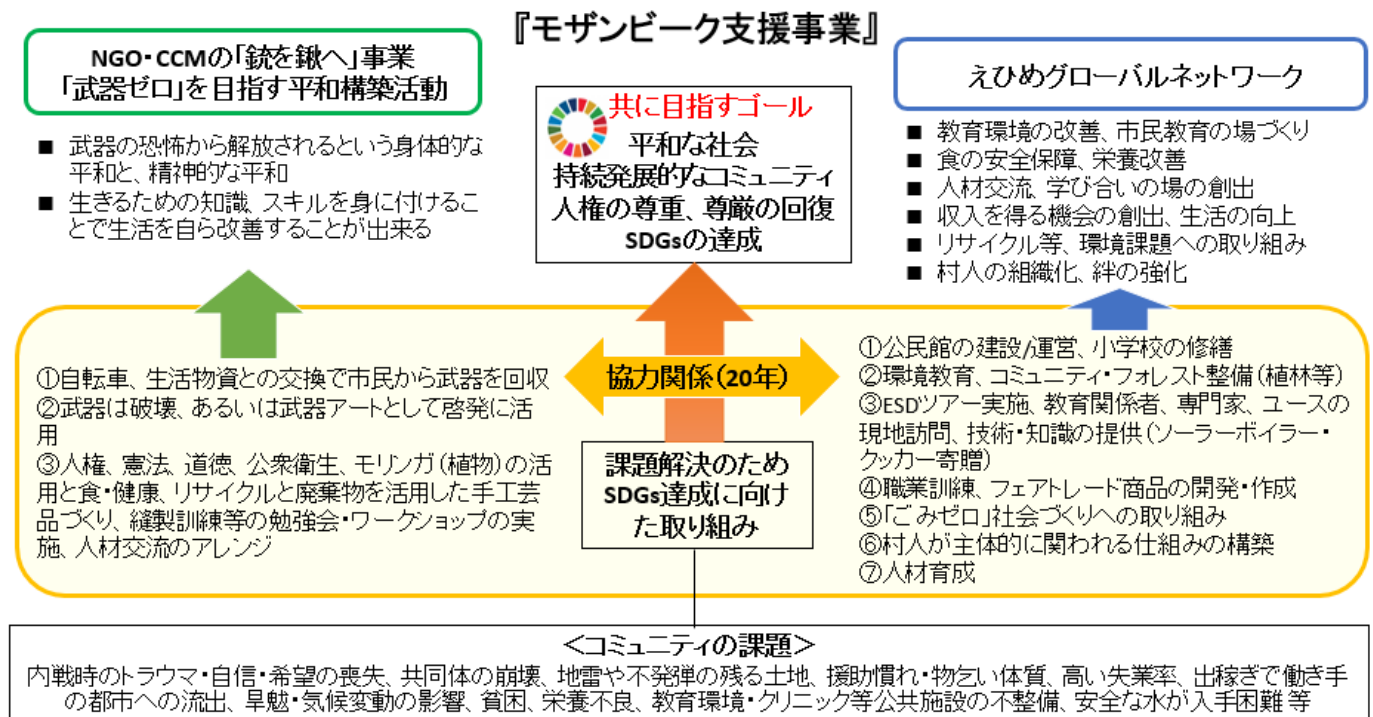 『モザンビーク支援事業』
NGO・CCMの「銃を鍬へ」事業
「武器ゼロ」を目指す平和構築活動
■ 武器の恐怖から解放されるという身体的な
平和と、精神的な平和
■ 生きるための知識、スキルを身に付けるこ
とで生活を自ら改善することが出来る
共に目指すゴール
平和な社会
持続発展的なコミュニティ
人権の尊重、尊厳の回復
SDGsの達成
えひめグローバルネットワーク
■ 教育環境の改善、市民教育の場づくり
■ 食の安全保障、栄養改善
■ 人材交流、学び合いの場の創出
■ 収入を得る機会の創出、生活の向上
■ リサイクル等、環境課題への取り組み
■ 村人の組織化、絆の強化
①自転車、生活物資との交換で市民から武器を回収
②武器は破壊、あるいは武器アートとして啓発に活
用
③人権、憲法、道徳、公衆衛生、モリンガ(植物)の活
用と食・健康、リサイクルと廃棄物を活用した手工芸
品づくり、縫製訓練等の勉強会・ワークショップの実
施、人材交流のアレンジ
協力関係(20年)
課題解決のため
SDGs達成に向け
た取り組み
①公民館の建設/運営、小学校の修繕
②環境教育、コミュニティ・フォレスト整備(植林等)
③ESDツアー実施、教育関係者、専門家、ユースの
現地訪問、技術・知識の提供(ソーラーボイラー・
クッカー寄贈)
④職業訓練、フェアトレード商品の開発・作成
⑤「ごみゼロ」社会づくりへの取り組み
⑥村人が主体的に関われる仕組みの構築
⑦人材育成
<コミュニティの課題>
内戦時のトラウマ・自信・希望の喪失、共同体の崩壊、地雷や不発弾の残る土地、援助慣れ・物乞い体質、高い失業率、出稼ぎで働き手
の都市への流出、旱魃・気候変動の影響、貧困、栄養不良、教育環境・クリニック等公共施設の不整備、安全な水が入手困難 等